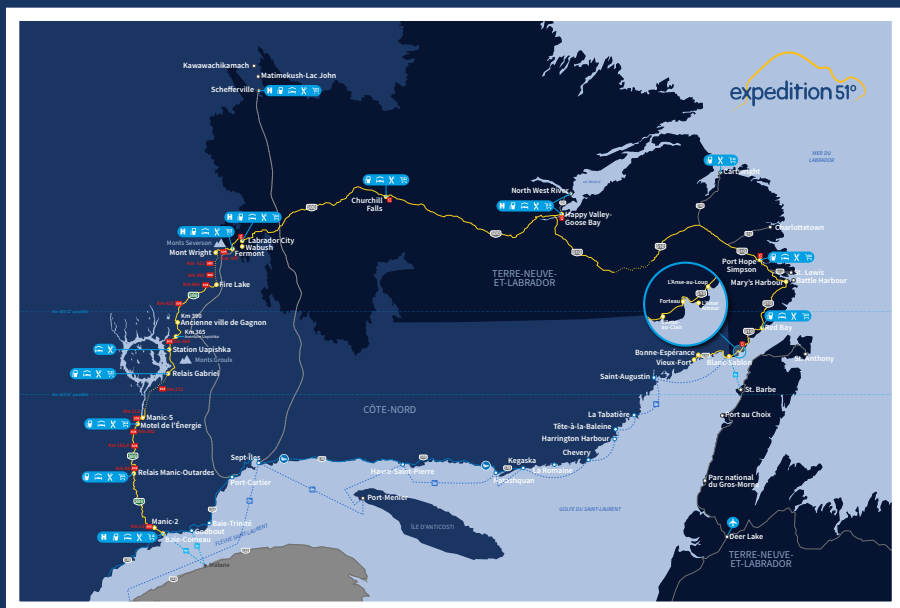 Kawawachikamach
Matimekush-Lac John
Schefferville
expedition 51°
MER DU
LABRADOR
Cartwright
North West River
Churchill
Falls
Happy Valley-
Goose Bay
Charlottetown
Labrador City
Wabush
Fermont
Monts Severson
Mont Wright
TERRE-NEUVE-
ET-LABRADOR
Port Hope
Simpson
St. Lewis
Battle Harbour
Mary's Harbour
L'Anse-au-Loup
Forteau
Fire Lake
Km 390
Ancienne ville de Gagnon
Km 365
Station Uapishka
Monts Groulx
Relais Gabriel
Red Bay
Bonne-Espérance
Vieux-Fort
Blanc-Sablon
St. Anthony
Saint-Augustin
St. Barbe
CÔTE-NORD
Manic-5
Motel de l'Énergie
La Tabatière
Tête-à-la-Baleine
Harrington Harbour
Port au Choix
Chevery
Sept-Îles
Kegaska
La Romaine
Havre-Saint-Pierre
Natashquan
Relais Manic-Outardes
Port-Cartier
Port-Menier
Parc national
du Gros-Morne
GOLFE DU SAINT-LAURENT
Manic-2
Baie-Trinité
Godbout
Baie-Comeau
FLEUVE SAINT-LAURENT
ÎLE D'ANTICOSTI
Deer Lake
Matane
TERRE-NEUVE-
ET-LABRADOR